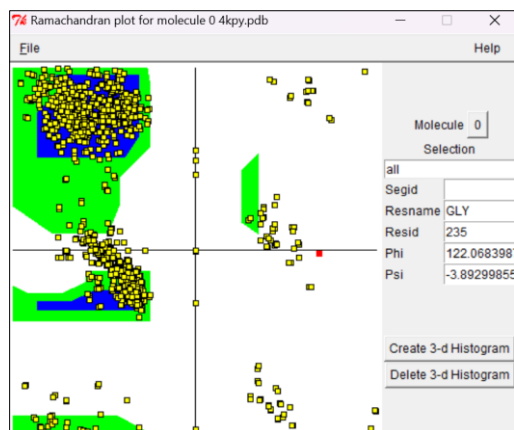 Ramachandran plot for molecule 0 4kpy.pdb
File Help
Molecule 0
Selection
all
Segid
Resname GLY
Resid 235
Phi 122.0683987
Psi -3.89299855
Create 3-d Histogram
Delete 3-d Histogram